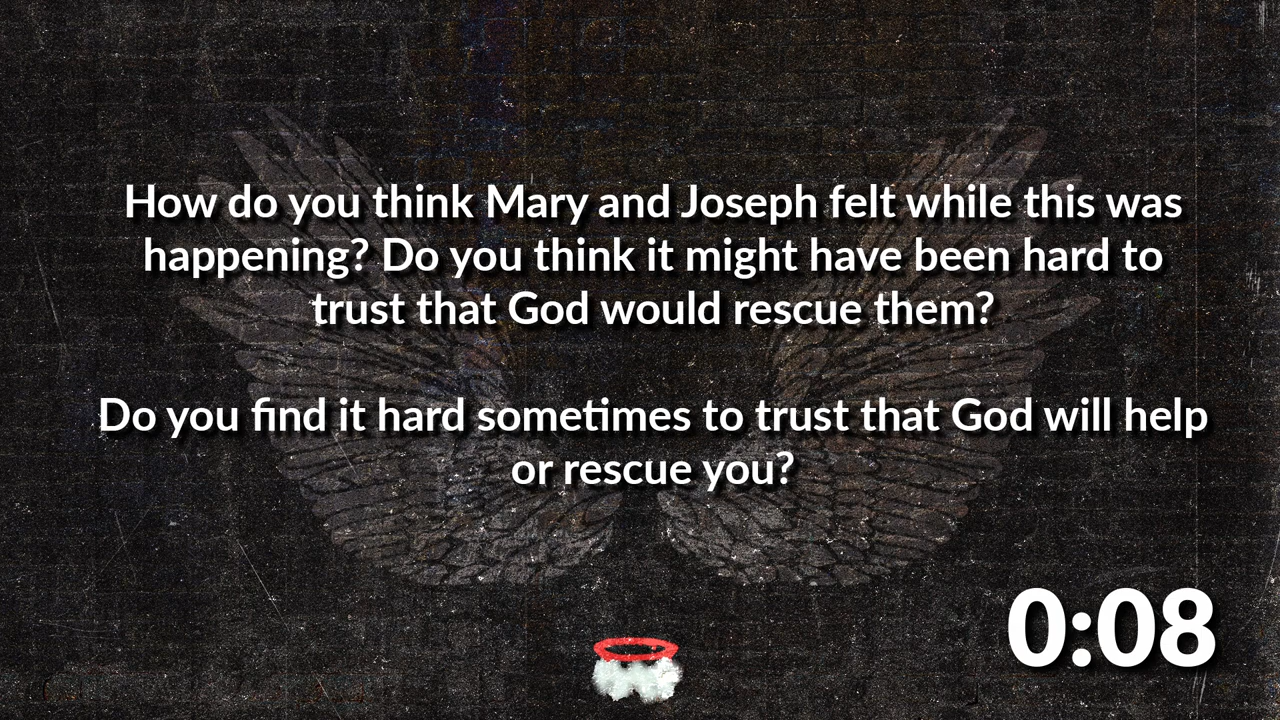 How do you think Mary and Joseph felt while this was
happening? Do you think it might have been hard to
trust that God would rescue them?
Do you find it hard sometimes to trust that God will help
or rescue you?
0:08